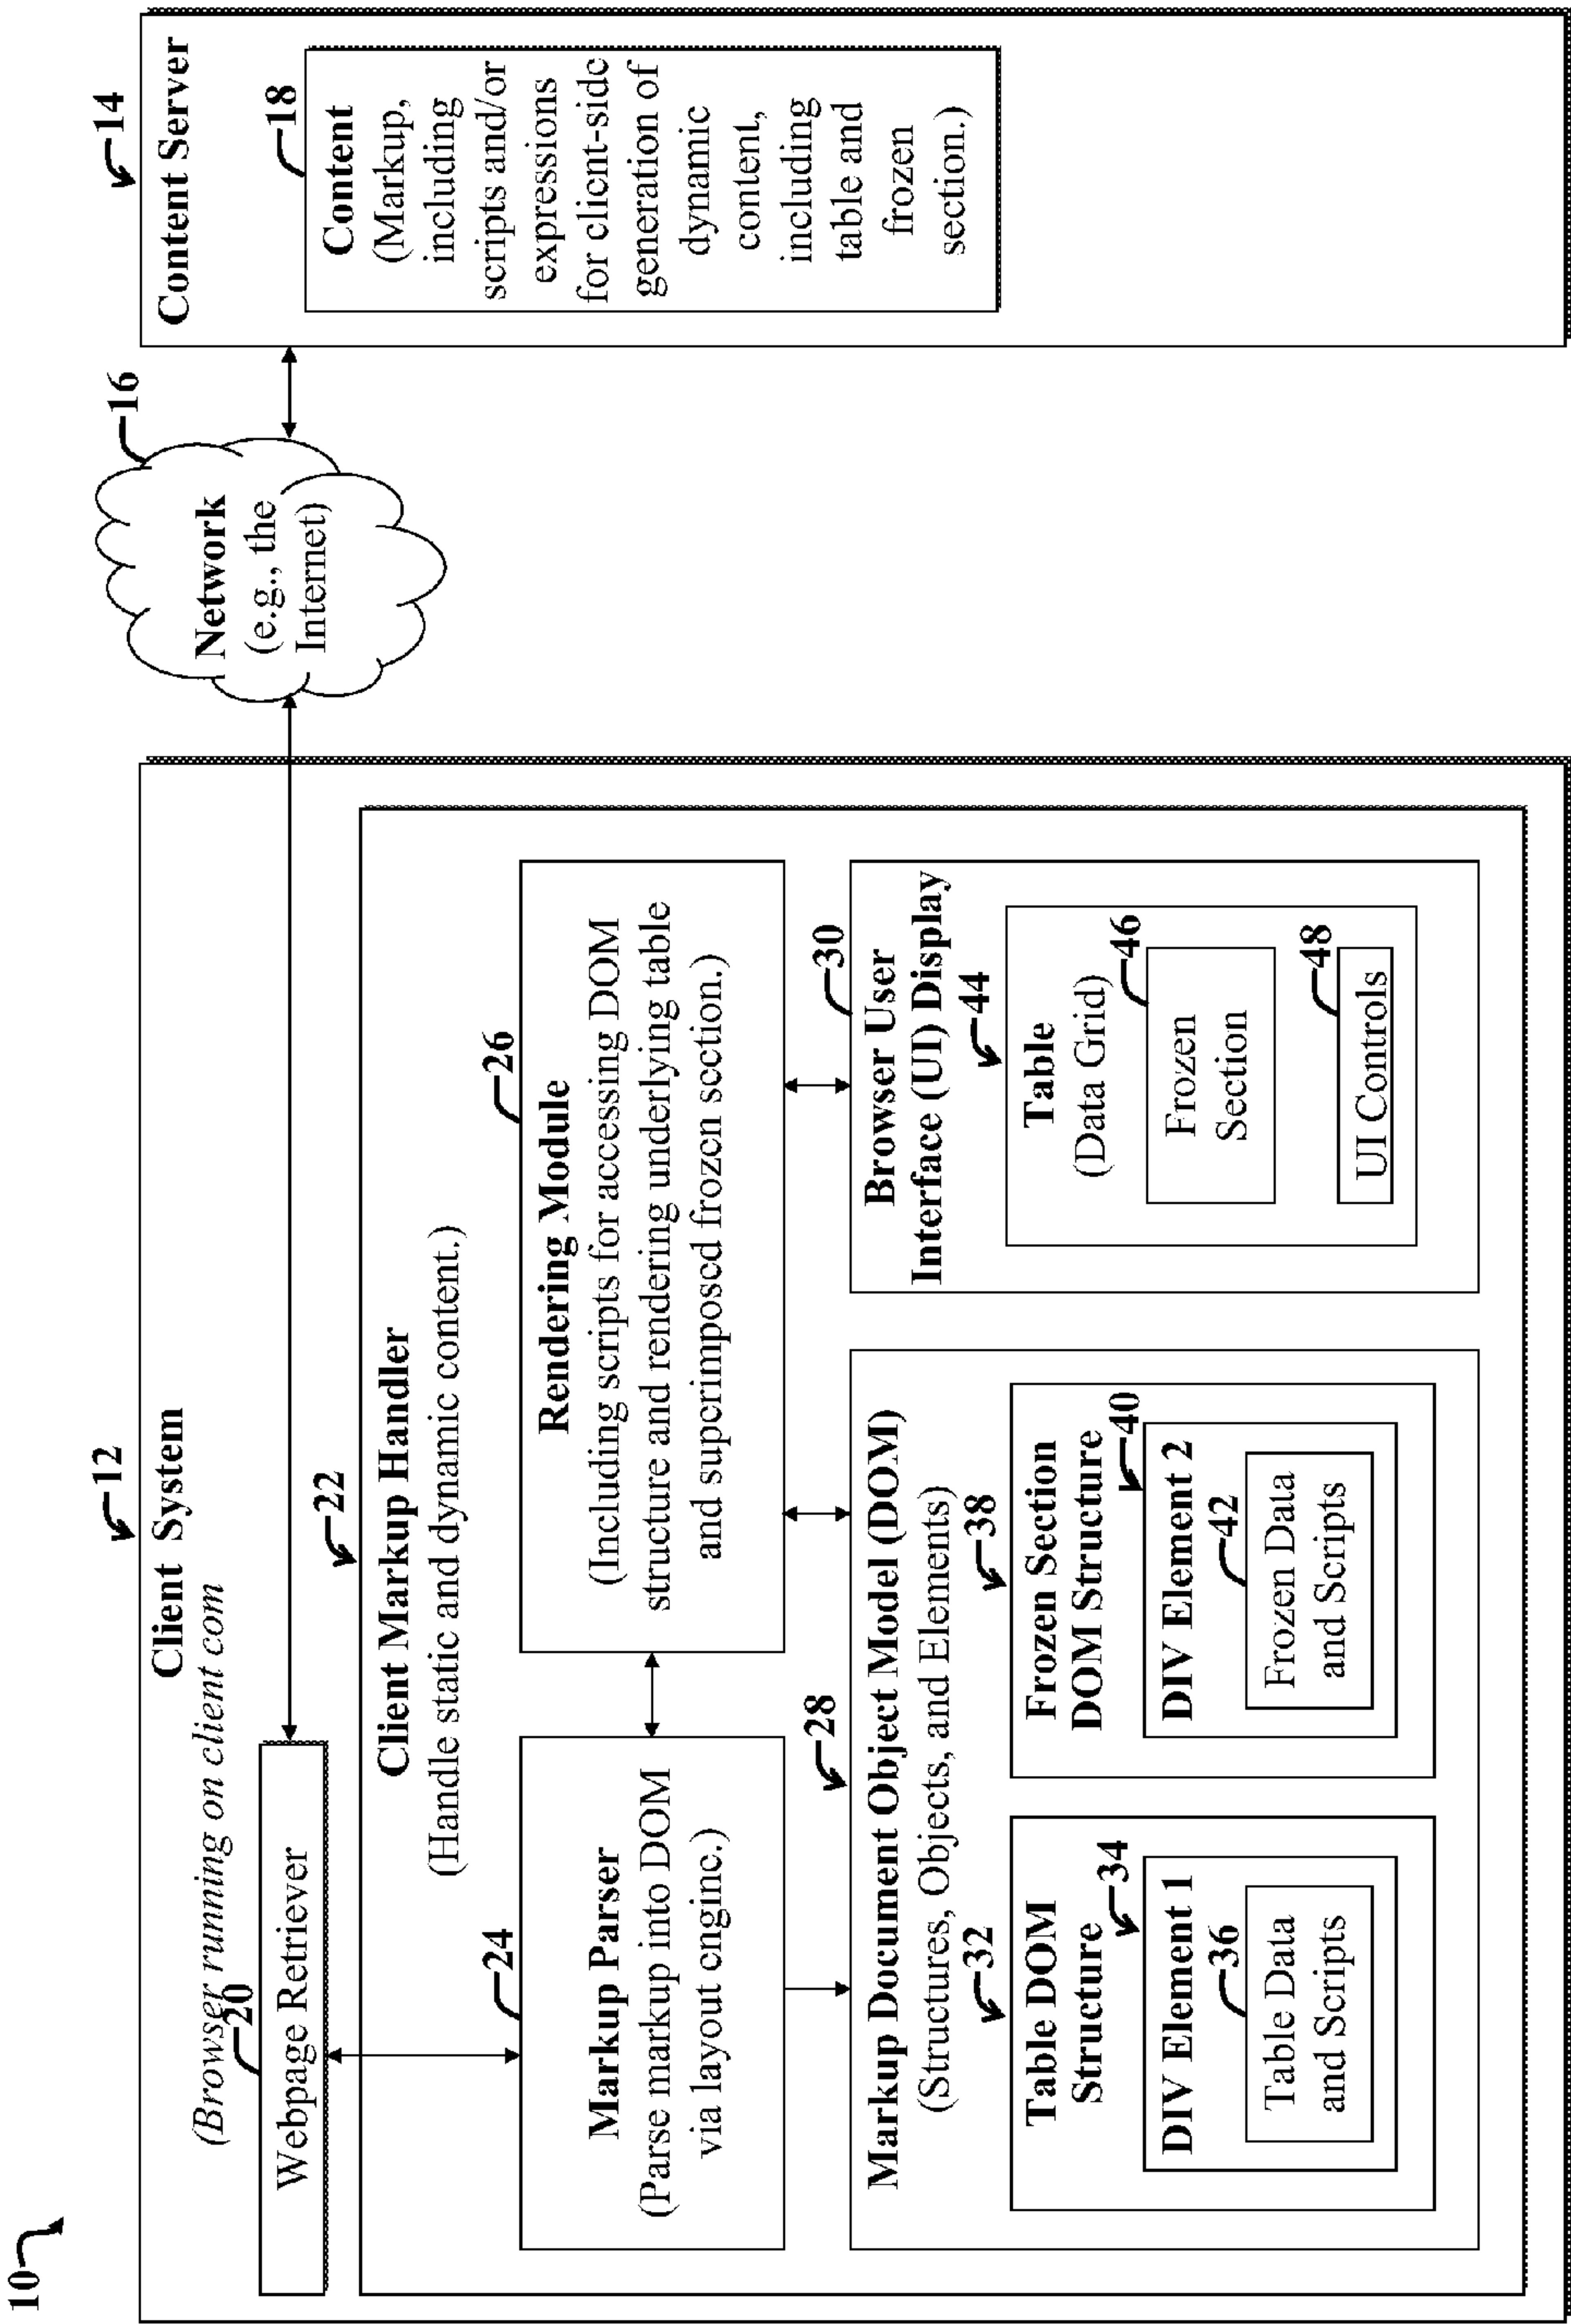 10
12
Client System
(Browser running on client com
20
Webpage Retriever
22
Client Markup Handler
(Handle static and dynamic content.)
24
Markup Parser
(Parse markup into DOM
via layout engine.)
26
Rendering Module
(Including scripts for accessing DOM
structure and rendering underlying table
and superimposed frozen section.)
28
Markup Document Object Model (DOM)
(Structures, Objects, and Elements)
32
Table DOM
Structure
34
DIV Element 1
36
Table Data
and Scripts
38
Frozen Section
DOM Structure
40
DIV Element 2
42
Frozen Data
and Scripts
30
Browser User
Interface (UI) Display
44
Table
(Data Grid)
46
Frozen
Section
48
UI Controls
16
Network
(e.g., the
Internet)
14
Content Server
18
Content
(Markup,
including
scripts and/or
expressions
for client-side
generation of
dynamic
content,
including
table and
frozen
section.)